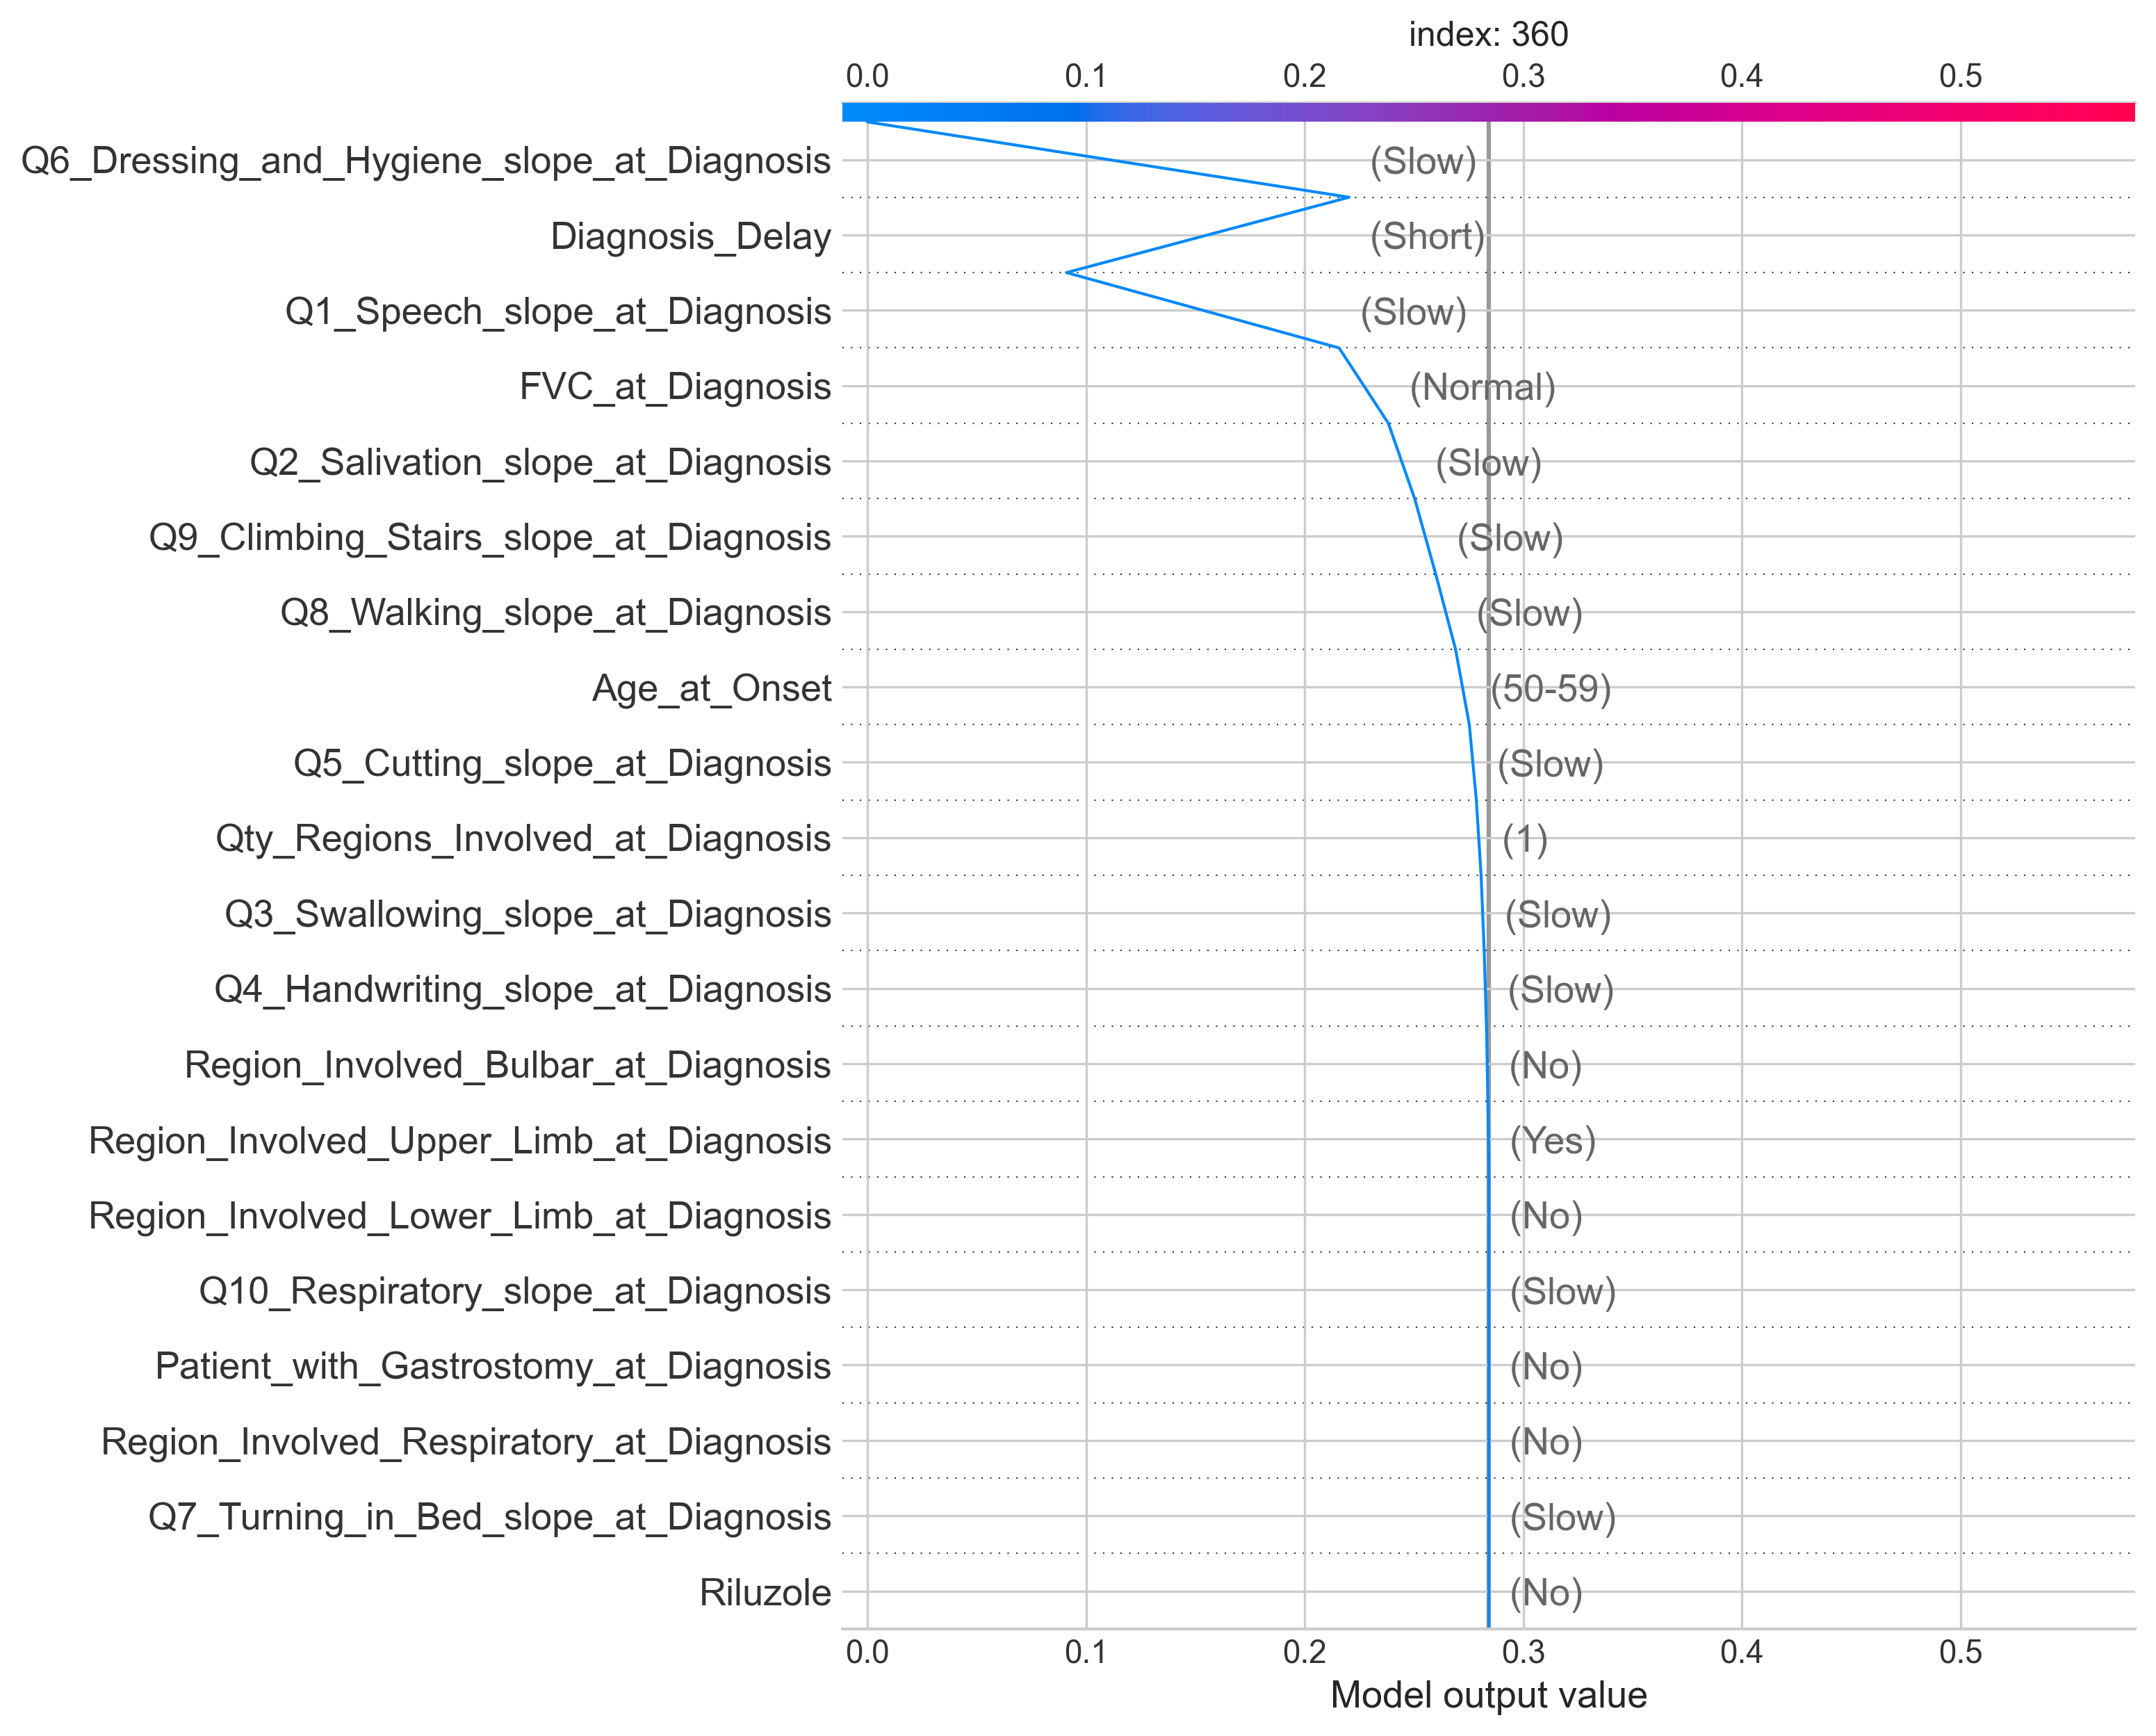 index: 360
0.0 0.1 0.2 0.3 0.4 0.5
Q6_Dressing_and_Hygiene_slope_at_Diagnosis (Slow)
Diagnosis_Delay (Short)
Q1_Speech_slope_at_Diagnosis (Slow)
FVC_at_Diagnosis (Normal)
Q2_Salivation_slope_at_Diagnosis (Slow)
Q9_Climbing_Stairs_slope_at_Diagnosis (Slow)
Q8_Walking_slope_at_Diagnosis (Slow)
Age_at_Onset (50-59)
Q5_Cutting_slope_at_Diagnosis (Slow)
Qty_Regions_Involved_at_Diagnosis (1)
Q3_Swallowing_slope_at_Diagnosis (Slow)
Q4_Handwriting_slope_at_Diagnosis (Slow)
Region_Involved_Bulbar_at_Diagnosis (No)
Region_Involved_Upper_Limb_at_Diagnosis (Yes)
Region_Involved_Lower_Limb_at_Diagnosis (No)
Q10_Respiratory_slope_at_Diagnosis (Slow)
Patient_with_Gastrostomy_at_Diagnosis (No)
Region_Involved_Respiratory_at_Diagnosis (No)
Q7_Turning_in_Bed_slope_at_Diagnosis (Slow)
Riluzole (No)
0.0 0.1 0.2 0.3 0.4 0.5
Model output value